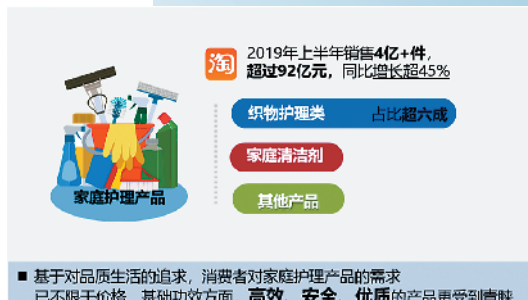 淘
2019年上半年销售4亿+件，
超过92亿元，同比增长超45%
织物护理类 占比超六成
家庭清洁剂
其他产品
家庭护理产品
■ 基于对品质生活的追求，消费者对家庭护理产品的需求
已不限于价格、基础功效方面，高效、安全、优质的产品更受到青睐